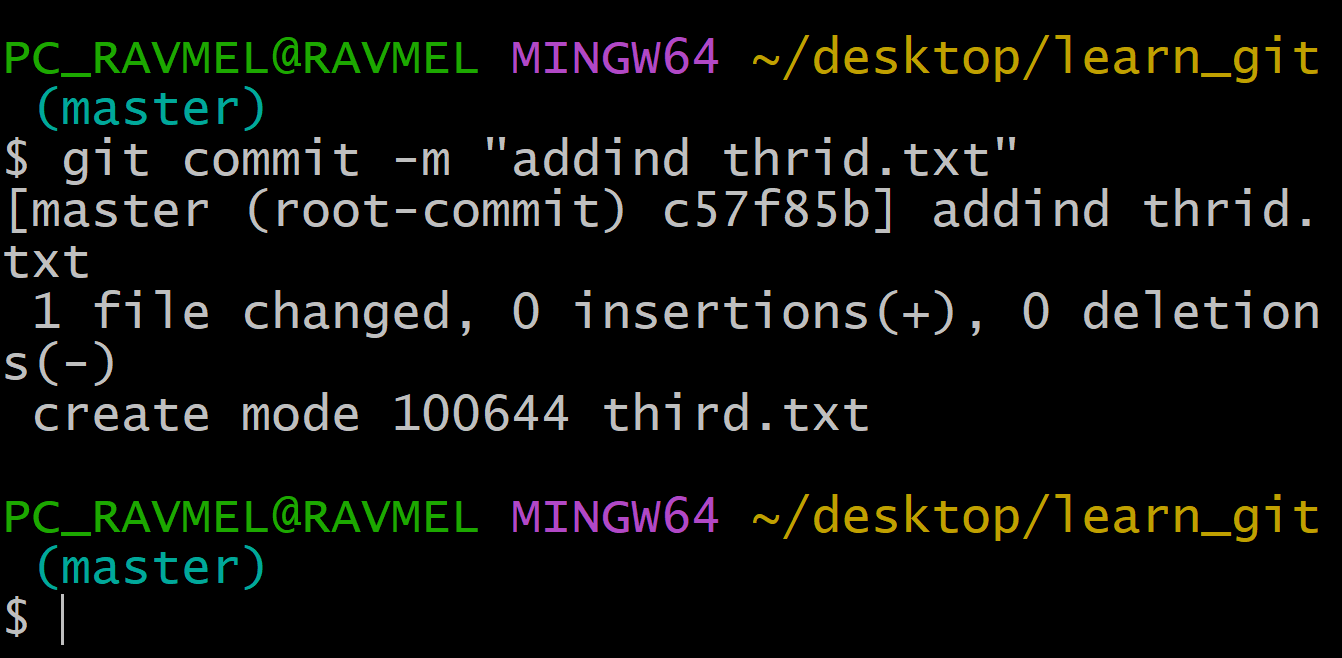 PC_RAVMEL@RAVMEL MINGW64 ~/desktop/learn_git
(master)
$ git commit -m "addind thrid.txt"
[master (root-commit) c57f85b] addind thrid.
txt
1 file changed, 0 insertions(+), 0 deletion
s(-)
create mode 100644 third.txt
PC_RAVMEL@RAVMEL MINGW64 ~/desktop/learn_git
(master)
$